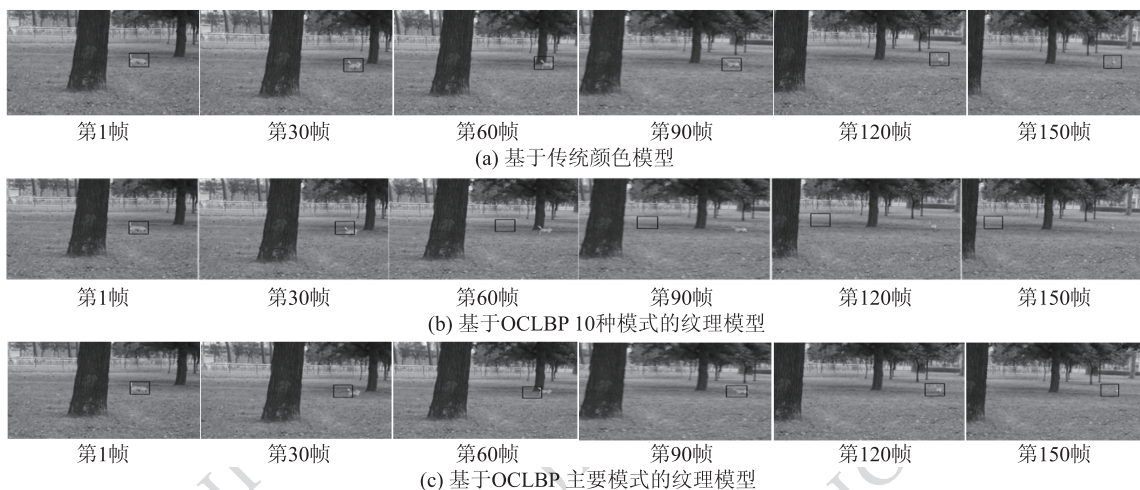 第1帧 第30帧 第60帧 第90帧 第120帧 第150帧
(a) 基于传统颜色模型
第1帧 第30帧 第60帧 第90帧 第120帧 第150帧
(b) 基于OCLBP 10种模式的纹理模型
第1帧 第30帧 第60帧 第90帧 第120帧 第150帧
(c) 基于OCLBP 主要模式的纹理模型